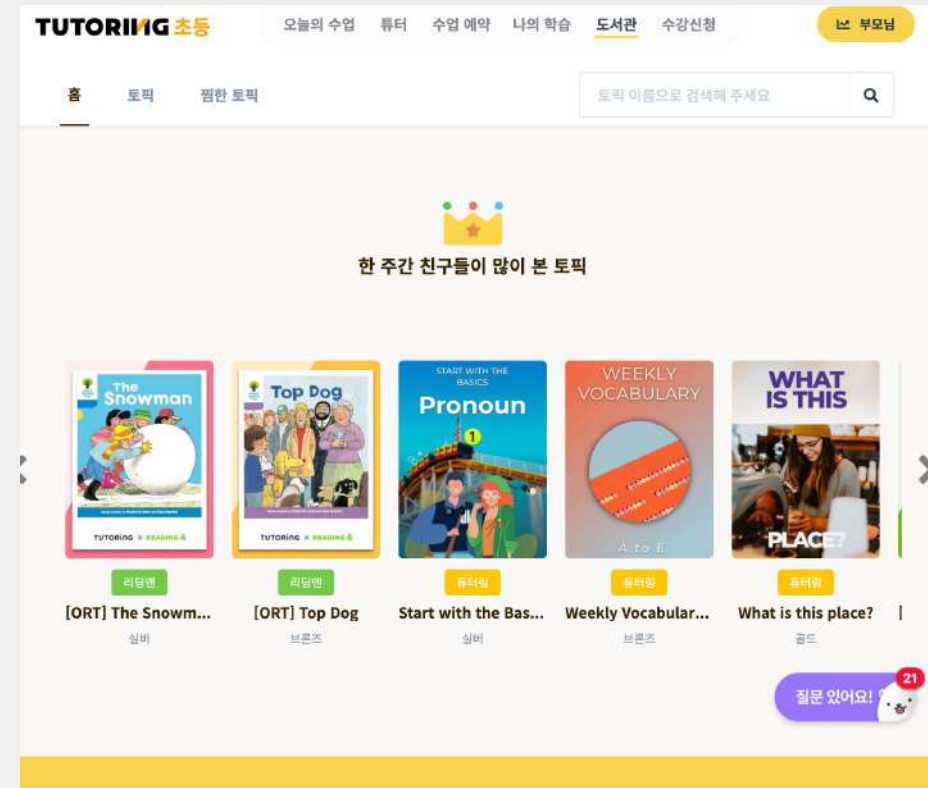 TUTORING 초등
오늘의 수업 튜터 수업 예약 나의 학습 도서관 수강신청
부모님
홈 토픽 찜한 토픽
토픽 이름으로 검색해 주세요
한 주간 친구들이 많이 본 토픽
The Snowman
TUTORING X READING &
리딩앤
[ORT] The Snowm...
실버
Top Dog
TUTORING X READING &
리딩앤
[ORT] Top Dog
브론즈
START WITH THE
BASICS
Pronoun
1
튜터링
Start with the Bas...
실버
WEEKLY
VOCABULARY
A to E
튜터링
Weekly Vocabular...
브론즈
WHAT
IS THIS
PLACE?
튜터링
What is this place?
골드
[
질문 있어요!
21